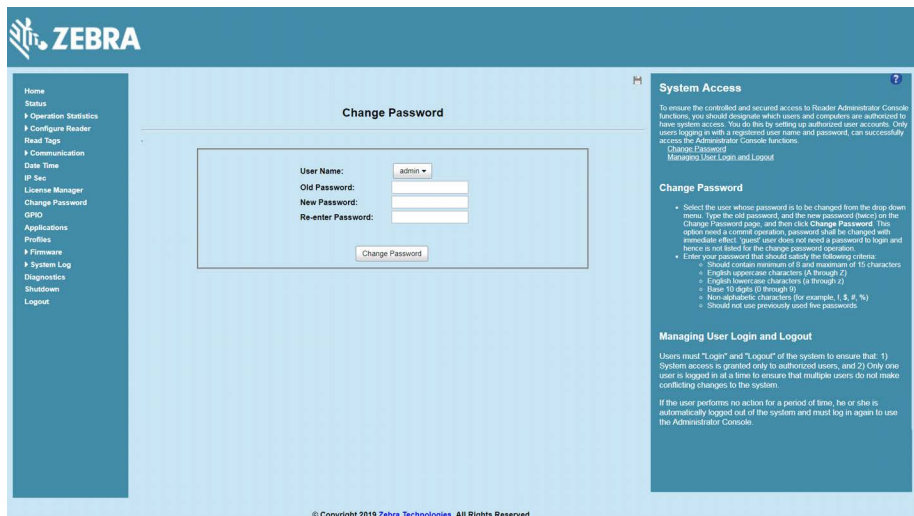 ZEBRA
Home
Status
Operation Statistics
Configure Reader
Read Tags
Communication
Date Time
IP Sec
License Manager
Change Password
GPIO
Applications
Profiles
Firmware
System Log
Diagnostics
Shutdown
Logout
Change Password
User Name:
admin
Old Password:
New Password:
Re-enter Password:
Change Password
System Access
?
To ensure the controlled and secured access to Reader Administrator Console
functions, you should designate which users and computers are authorized to
have system access. You do this by setting up authorized user accounts. Only
users logging in with a registered user name and password, can successfully
access the Administrator Console functions.
Change Password
Managing User Login and Logout
Change Password
• Select the user whose password is to be changed from the drop down
menu. Type the old password, and the new password (twice) on the
Change Password page, and then click Change Password. This
option need a commit operation, password shall be changed with
immediate effect. 'guest' user does not need a password to login and
hence is not listed for the change password operation.
• Enter your password that should satisfy the following criteria:
Should contain minimum of 8 and maximam of 15 characters
English uppercase characters (A through Z)
English lowercase characters (a through z)
Base 10 digits (0 through 9)
Non-alphabetic characters (for example, !, $, #, %)
Should not use previously used five passwords
Managing User Login and Logout
Users must "Login" and "Logout" of the system to ensure that: 1)
System access is granted only to authorized users, and 2) Only one
user is logged in at a time to ensure that multiple users do not make
conflicting changes to the system.
If the user performs no action for a period of time, he or she is
automatically logged out of the system and must log in again to use
the Administrator Console.
© Copyright 2019 Zebra Technologies. All Rights Reserved